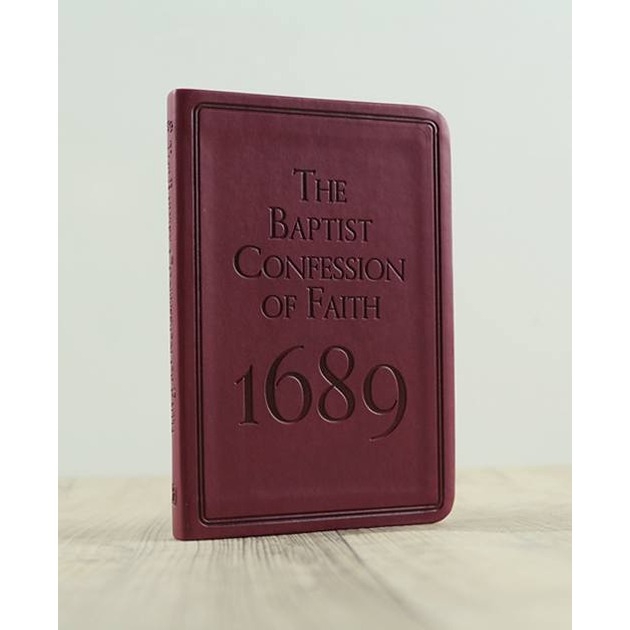 THE
BAPTIST
CONFESSION
OF FAITH
1689